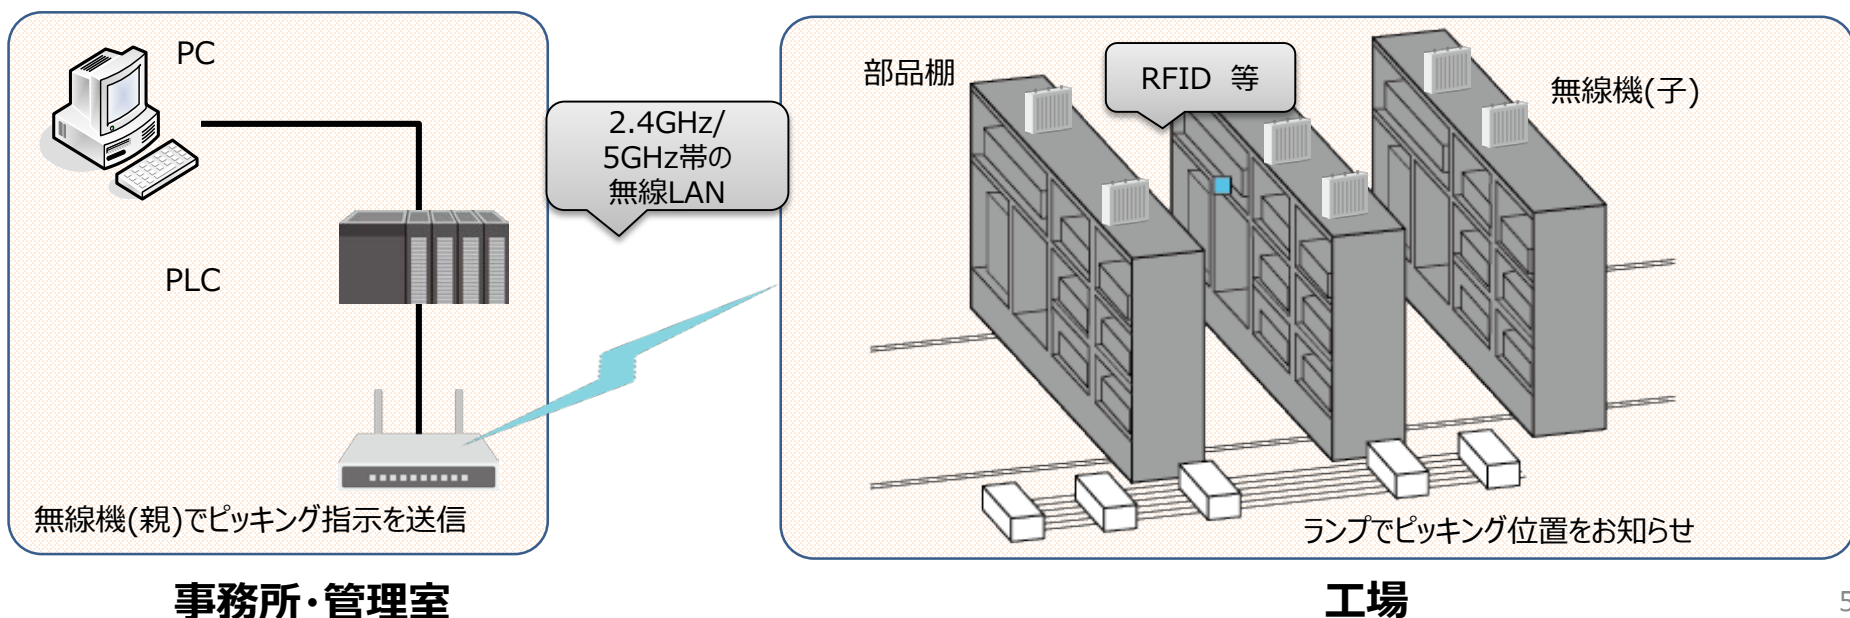 PC
PLC
無線機(親)でピッキング指示を送信
事務所・管理室
2.4GHz/
5GHz帯の
無線LAN
部品棚
RFID 等
無線機(子)
ランプでピッキング位置をお知らせ
工場
5